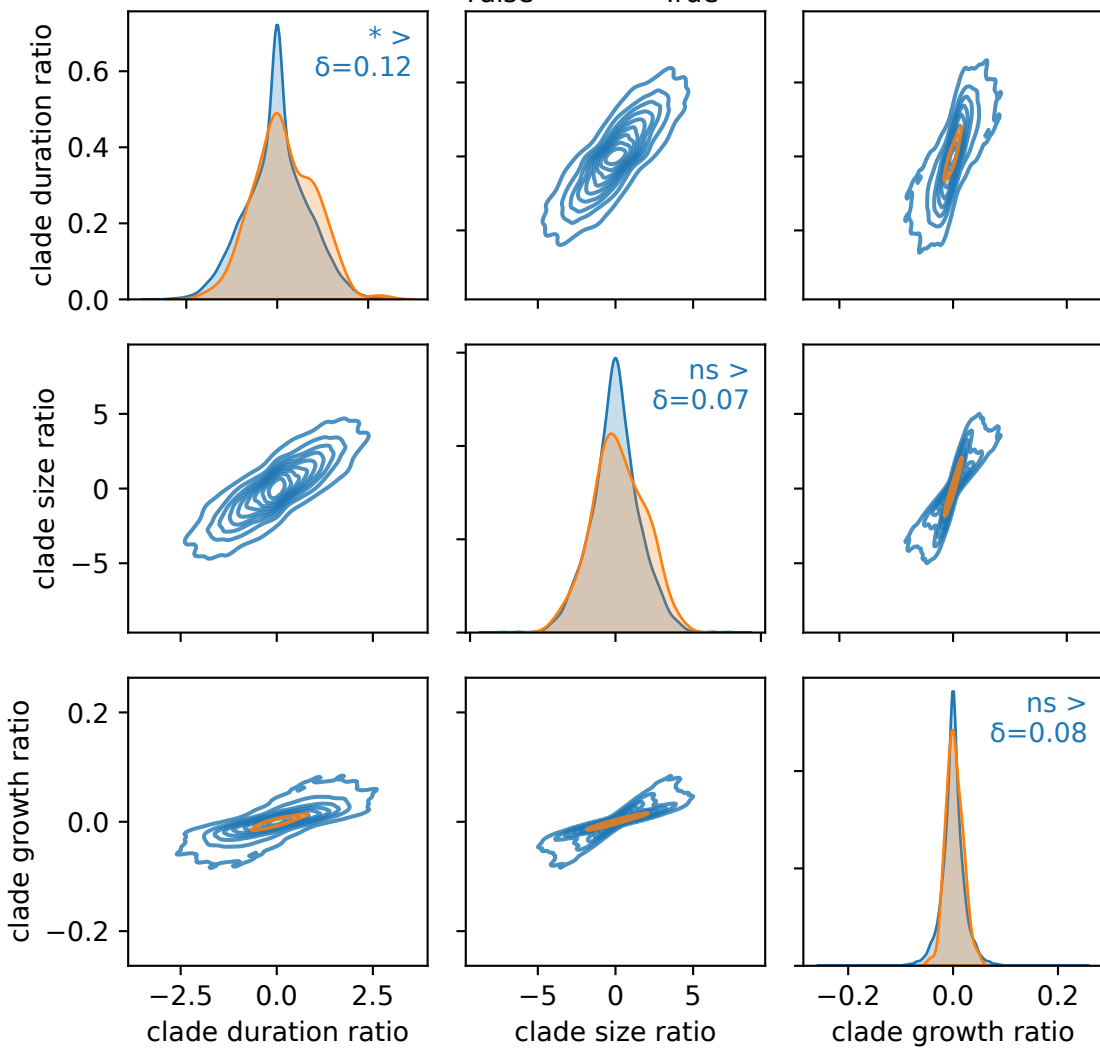 * >
δ=0.12
clade duration ratio
0.6
0.4
0.2
0.0
ns >
δ=0.07
clade size ratio
5
0
−5
ns >
δ=0.08
clade growth ratio
0.2
0.0
−0.2
−2.5 0.0 2.5 −5 0 5 −0.2 0.0 0.2
clade duration ratio clade size ratio clade growth ratio